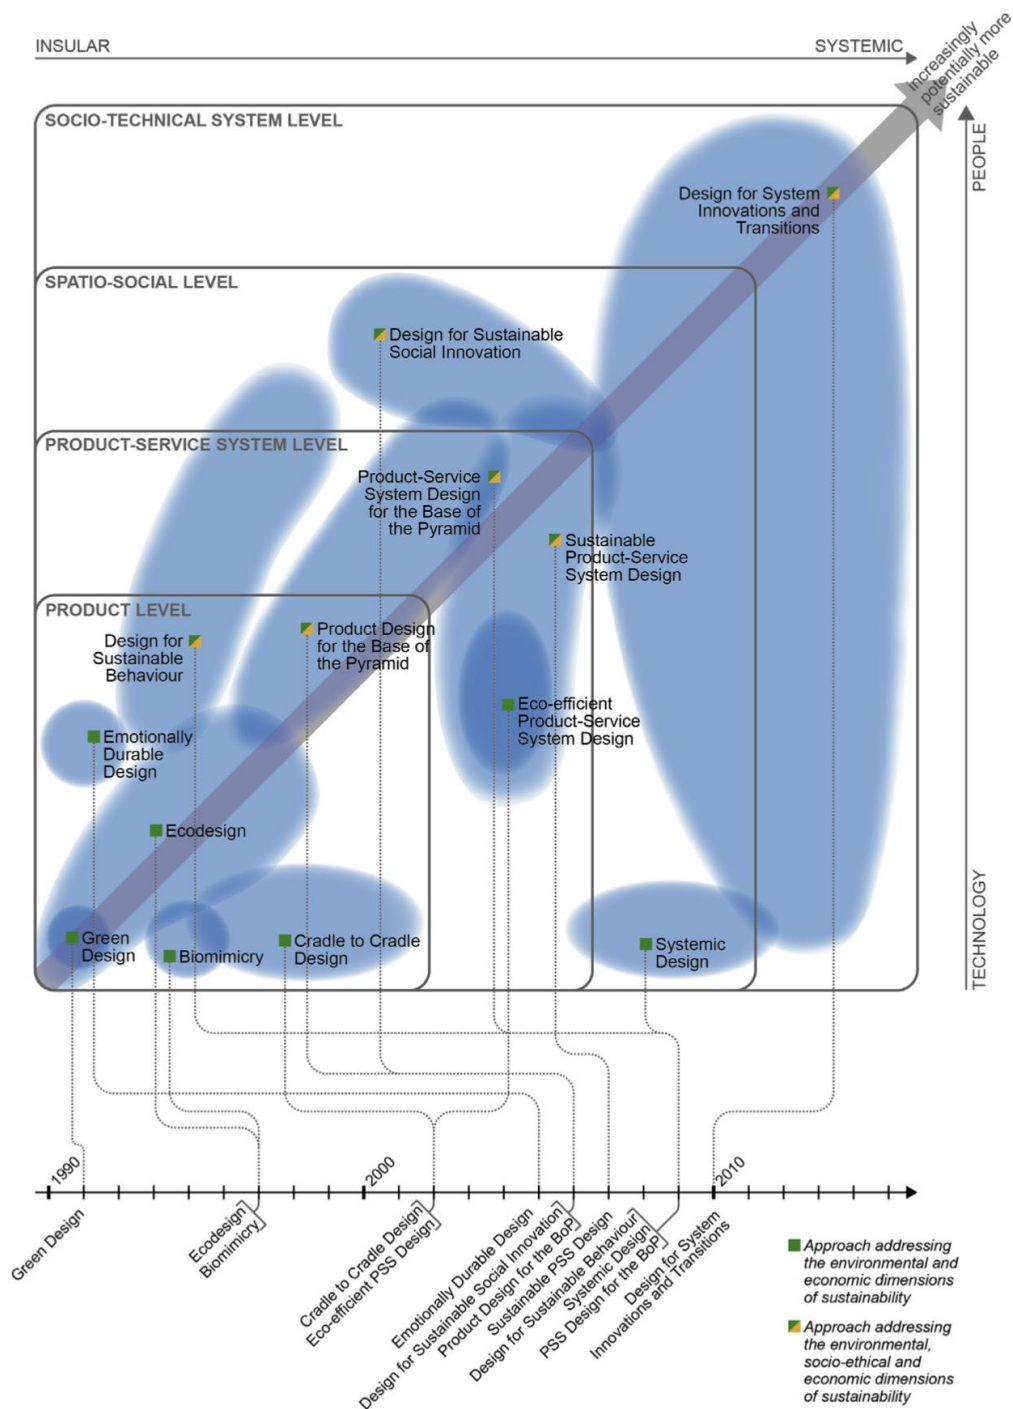 INSULAR
SYSTEMIC
Increasingly
potentially more
sustainable
PEOPLE
TECHNOLOGY
SOCIO-TECHNICAL SYSTEM LEVEL
Design for System
Innovations and
Transitions
SPATIO-SOCIAL LEVEL
Design for Sustainable
Social Innovation
PRODUCT-SERVICE SYSTEM LEVEL
Product-Service
System Design
for the Base of
the Pyramid
Sustainable
Product-Service
System Design
PRODUCT LEVEL
Design for
Sustainable
Behaviour
Product Design
for the Base of
the Pyramid
Emotionally
Durable
Design
Eco-efficient
Product-Service
System Design
Ecodesign
Green
Design
Biomimicry
Cradle to Cradle
Design
Systemic
Design
1990
2000
2010
Green Design
Ecodesign
Biomimicry
Cradle to Cradle Design
Eco-efficient PSS Design
Emotionally Durable Design
Design for Sustainable Social Innovation
Product Design for the BoP
Sustainable PSS Design
Design for Sustainable Behaviour
Systemic Design
PSS Design for the BoP
Design for System
Innovations and Transitions
Approach addressing
the environmental and
economic dimensions
of sustainability
Approach addressing
the environmental,
socio-ethical and
economic dimensions
of sustainability